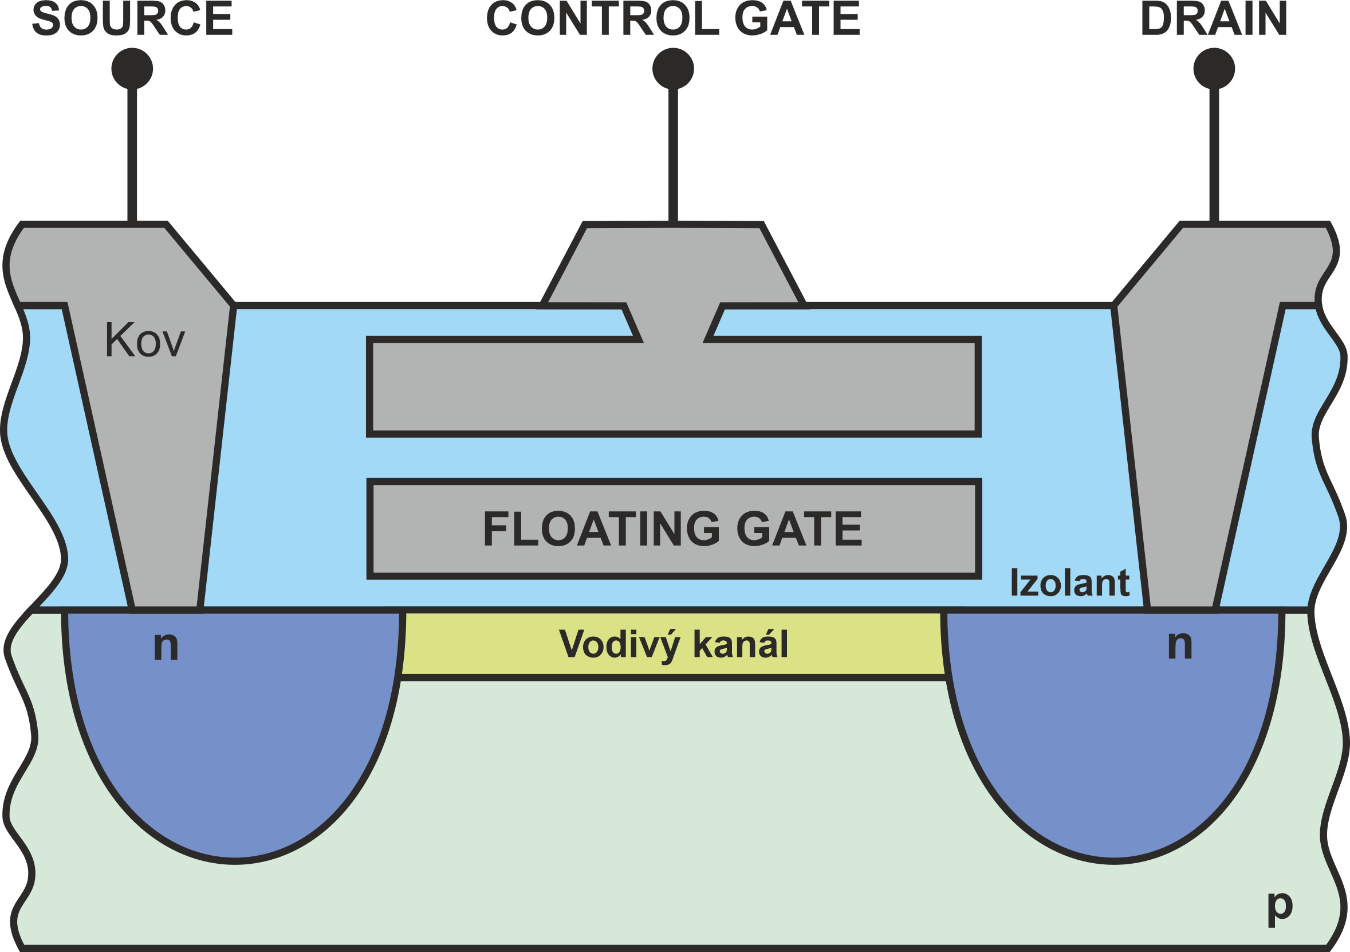 SOURCE
CONTROL GATE
DRAIN
Kov
FLOATING GATE
Izolant
n
Vodivý kanál
n
p